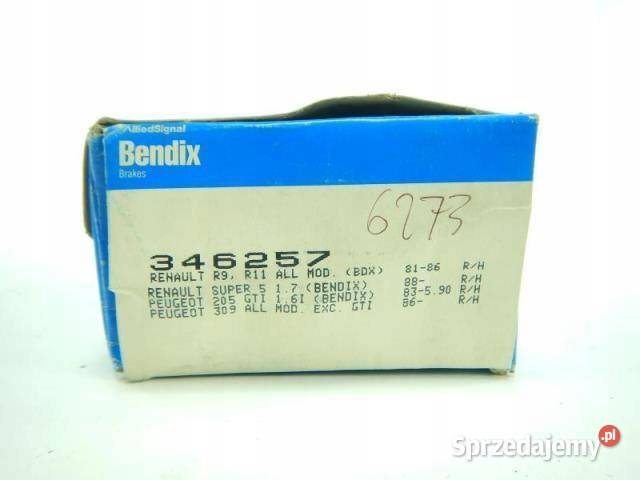 AlliedSignal
Bendix
Brakes
6273
346257
RENAULT R9, R11 ALL MOD. (BDX) 81-86 R/H
RENAULT SUPER 5 1.7 (BENDIX) 88- R/H
PEUGEOT 205 GTI 1.6I (BENDIX) 83-5.90 R/H
PEUGEOT 309 ALL MOD. EXC. GTI 86- R/H
Sprzedajemy.pl